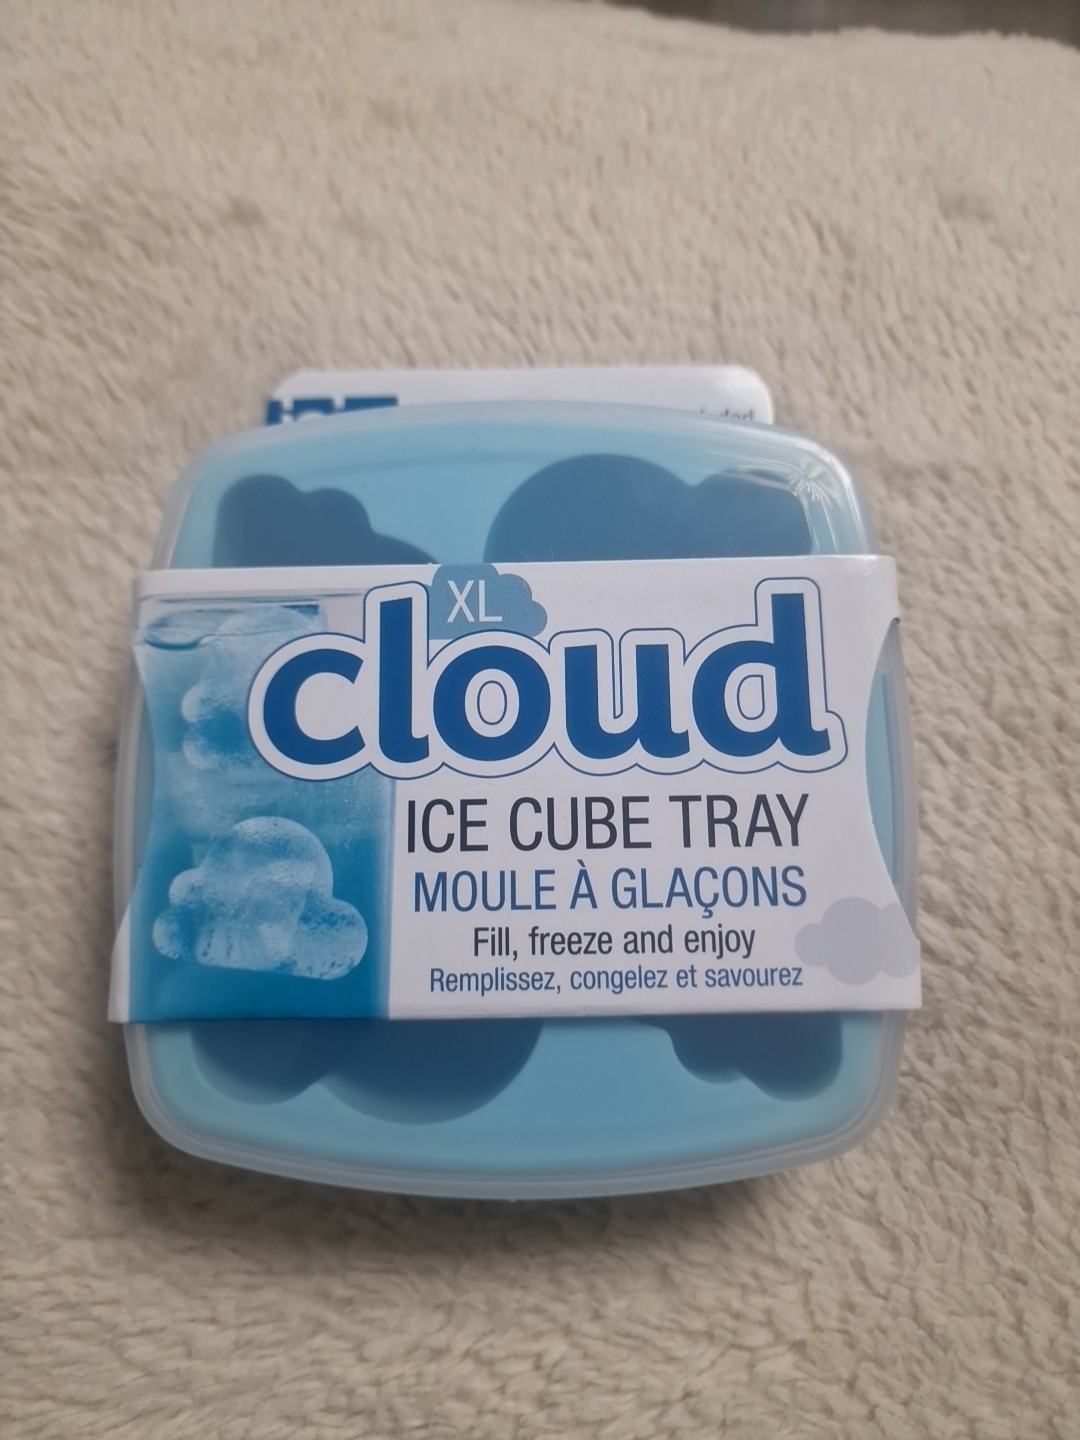 XL
cloud
ICE CUBE TRAY
MOULE À GLAÇONS
Fill, freeze and enjoy
Remplissez, congelez et savourez